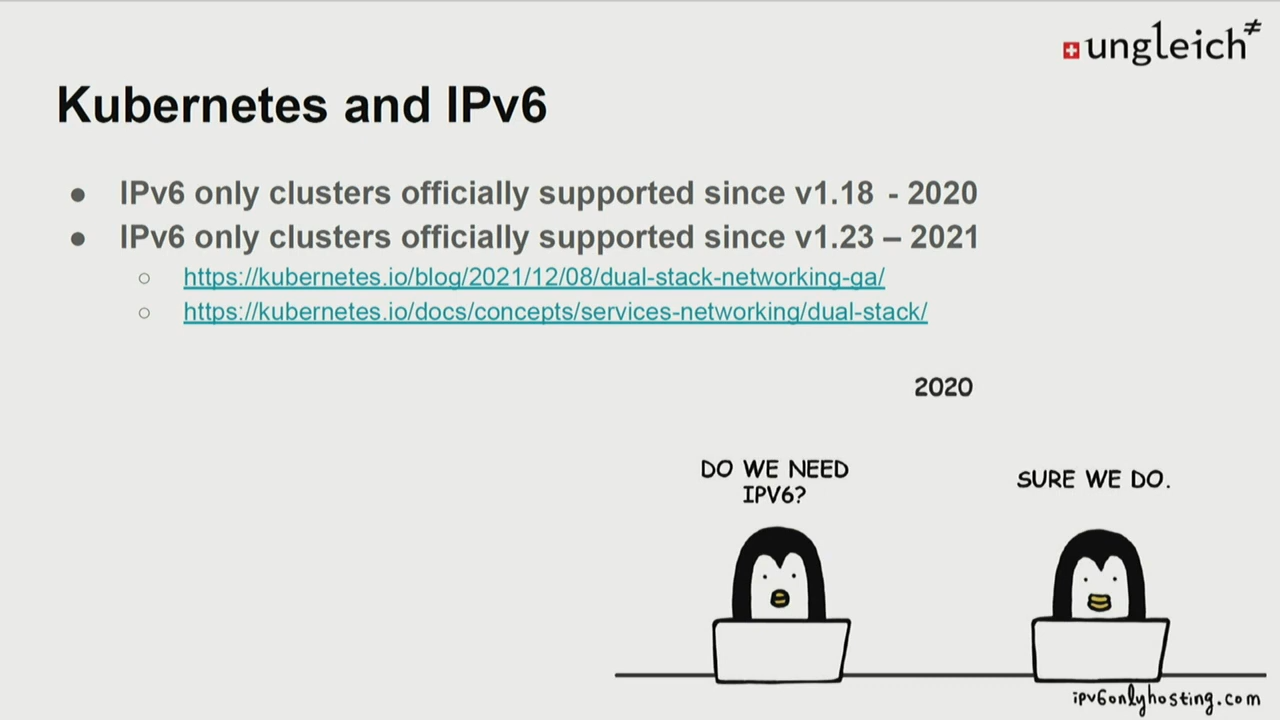 ungleich≠
Kubernetes and IPv6
● IPv6 only clusters officially supported since v1.18 - 2020
● IPv6 only clusters officially supported since v1.23 – 2021
○ https://kubernetes.io/blog/2021/12/08/dual-stack-networking-ga/
○ https://kubernetes.io/docs/concepts/services-networking/dual-stack/
2020
DO WE NEED
IPV6?
SURE WE DO.
ipv6onlyhosting.com